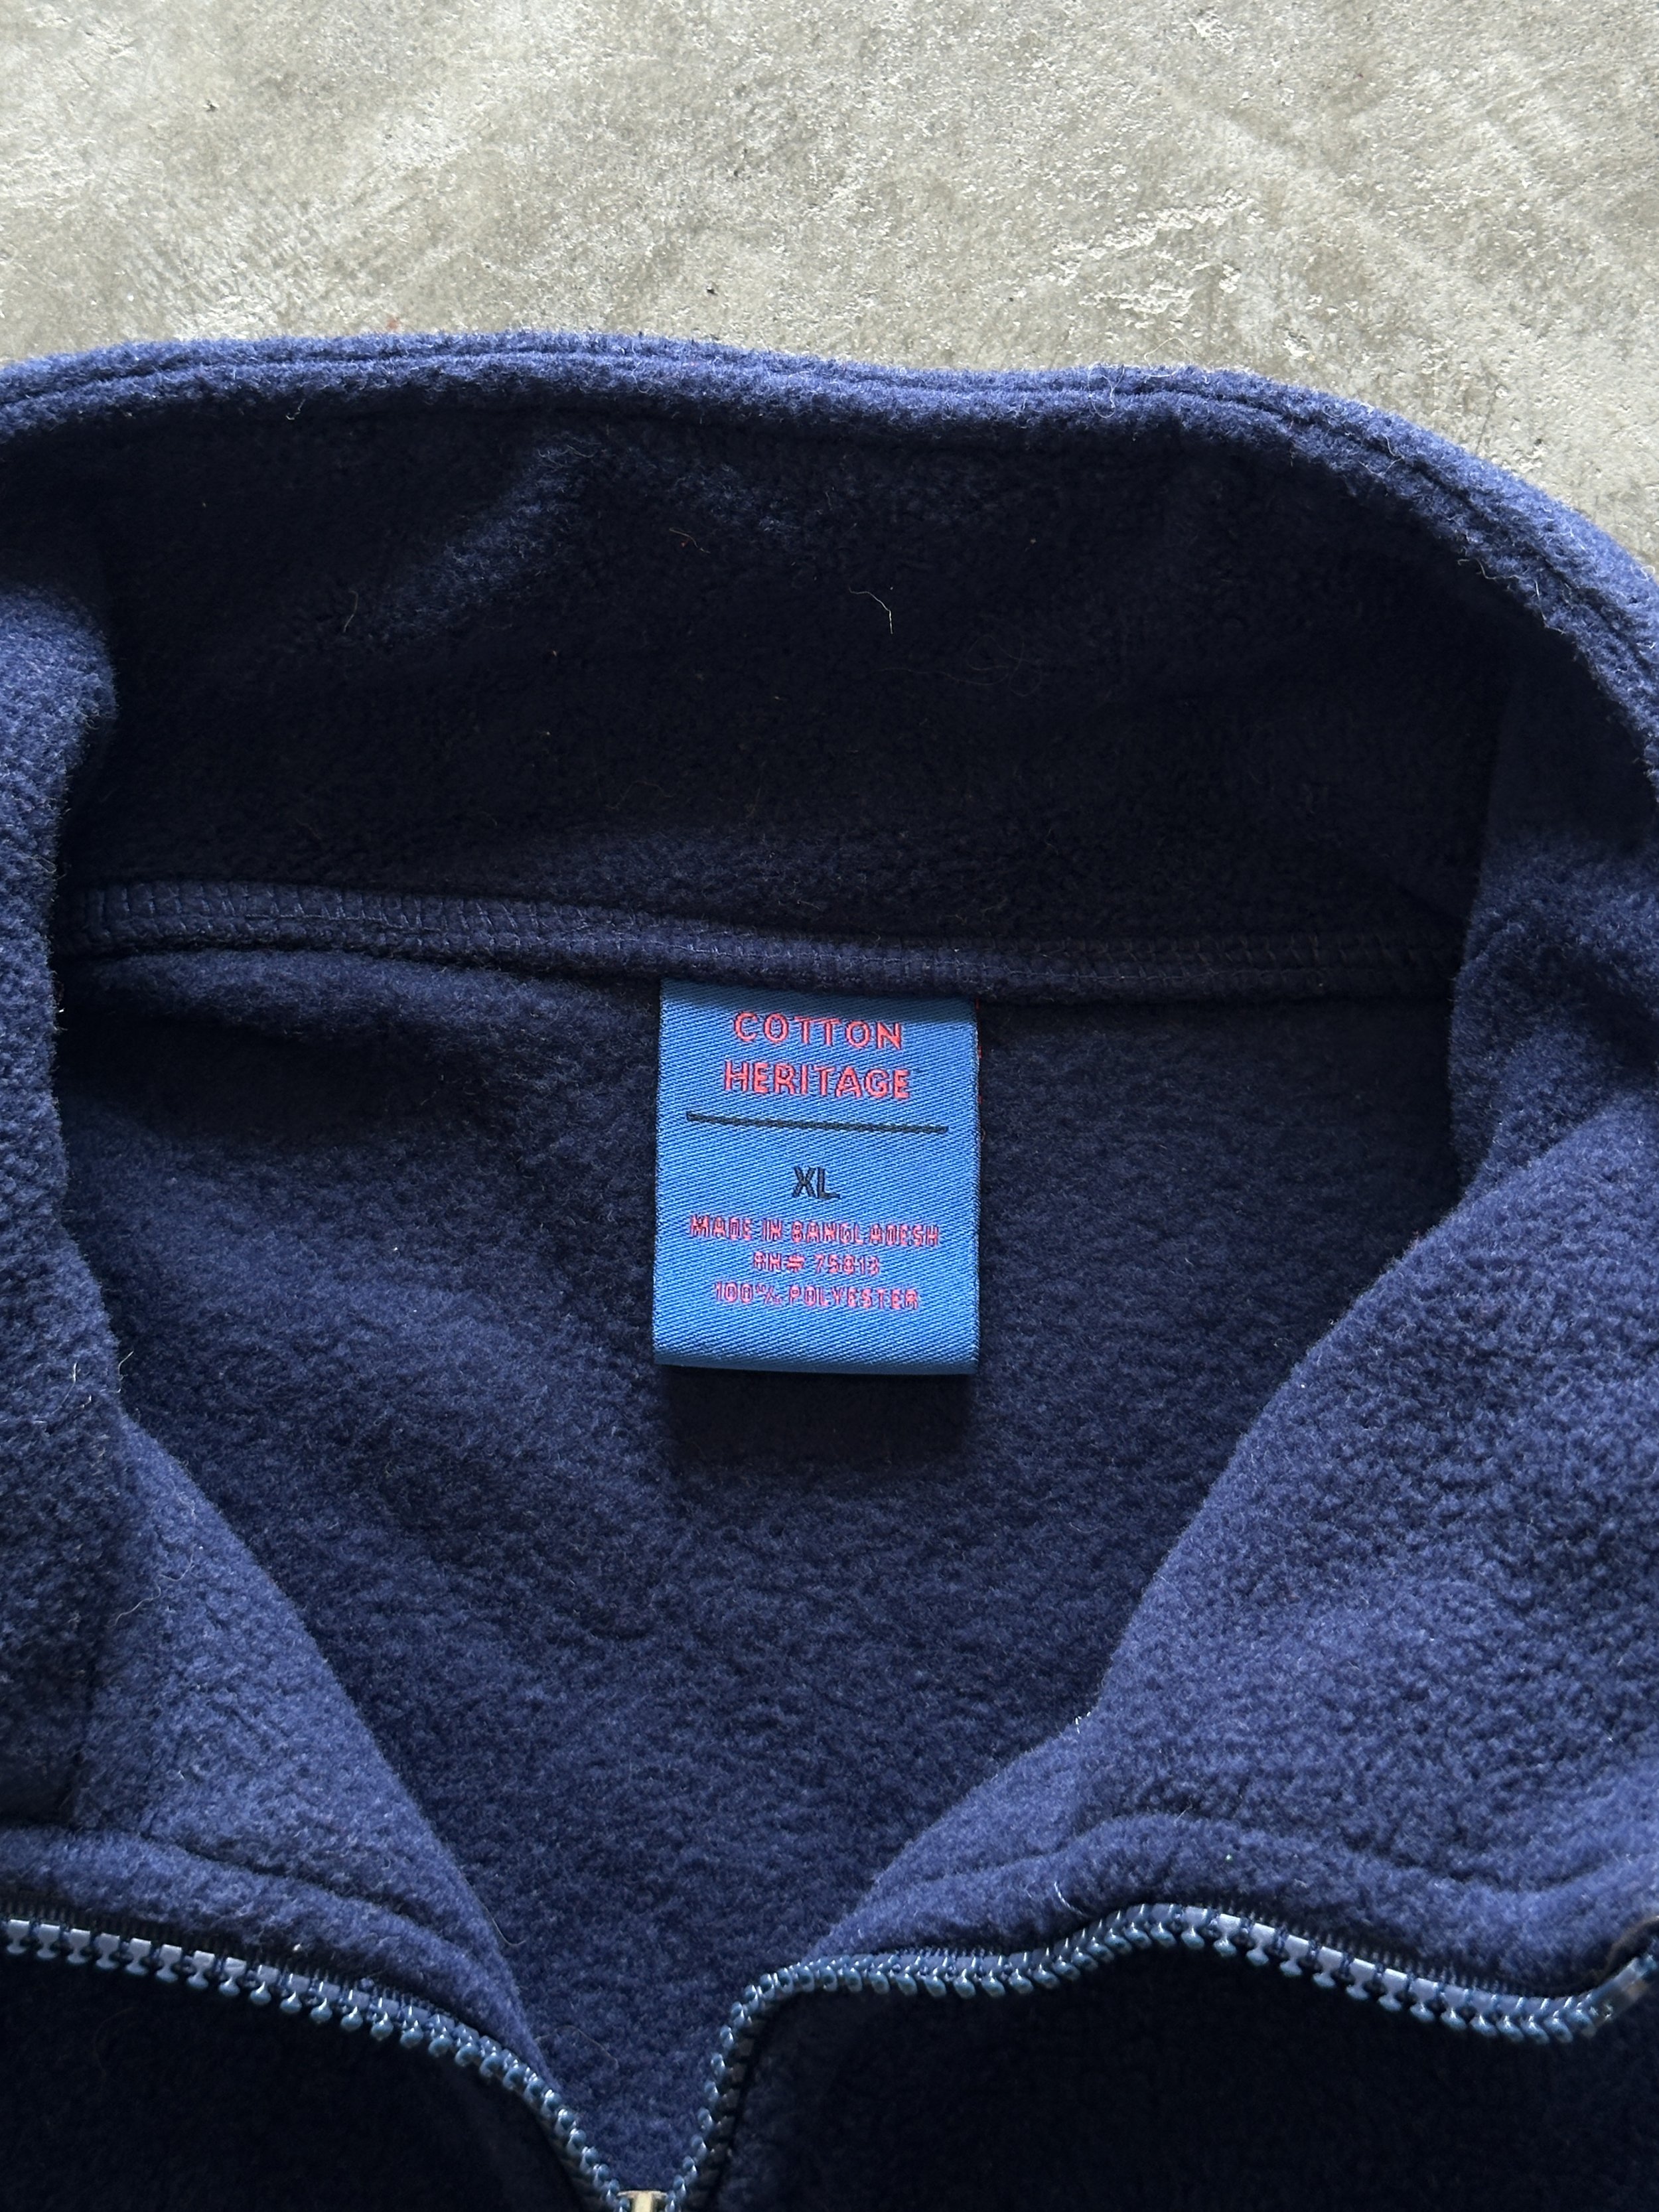 COTTON
HERITAGE
XL
MADE IN BANGLADESH
RN# 75813
100% POLYESTER